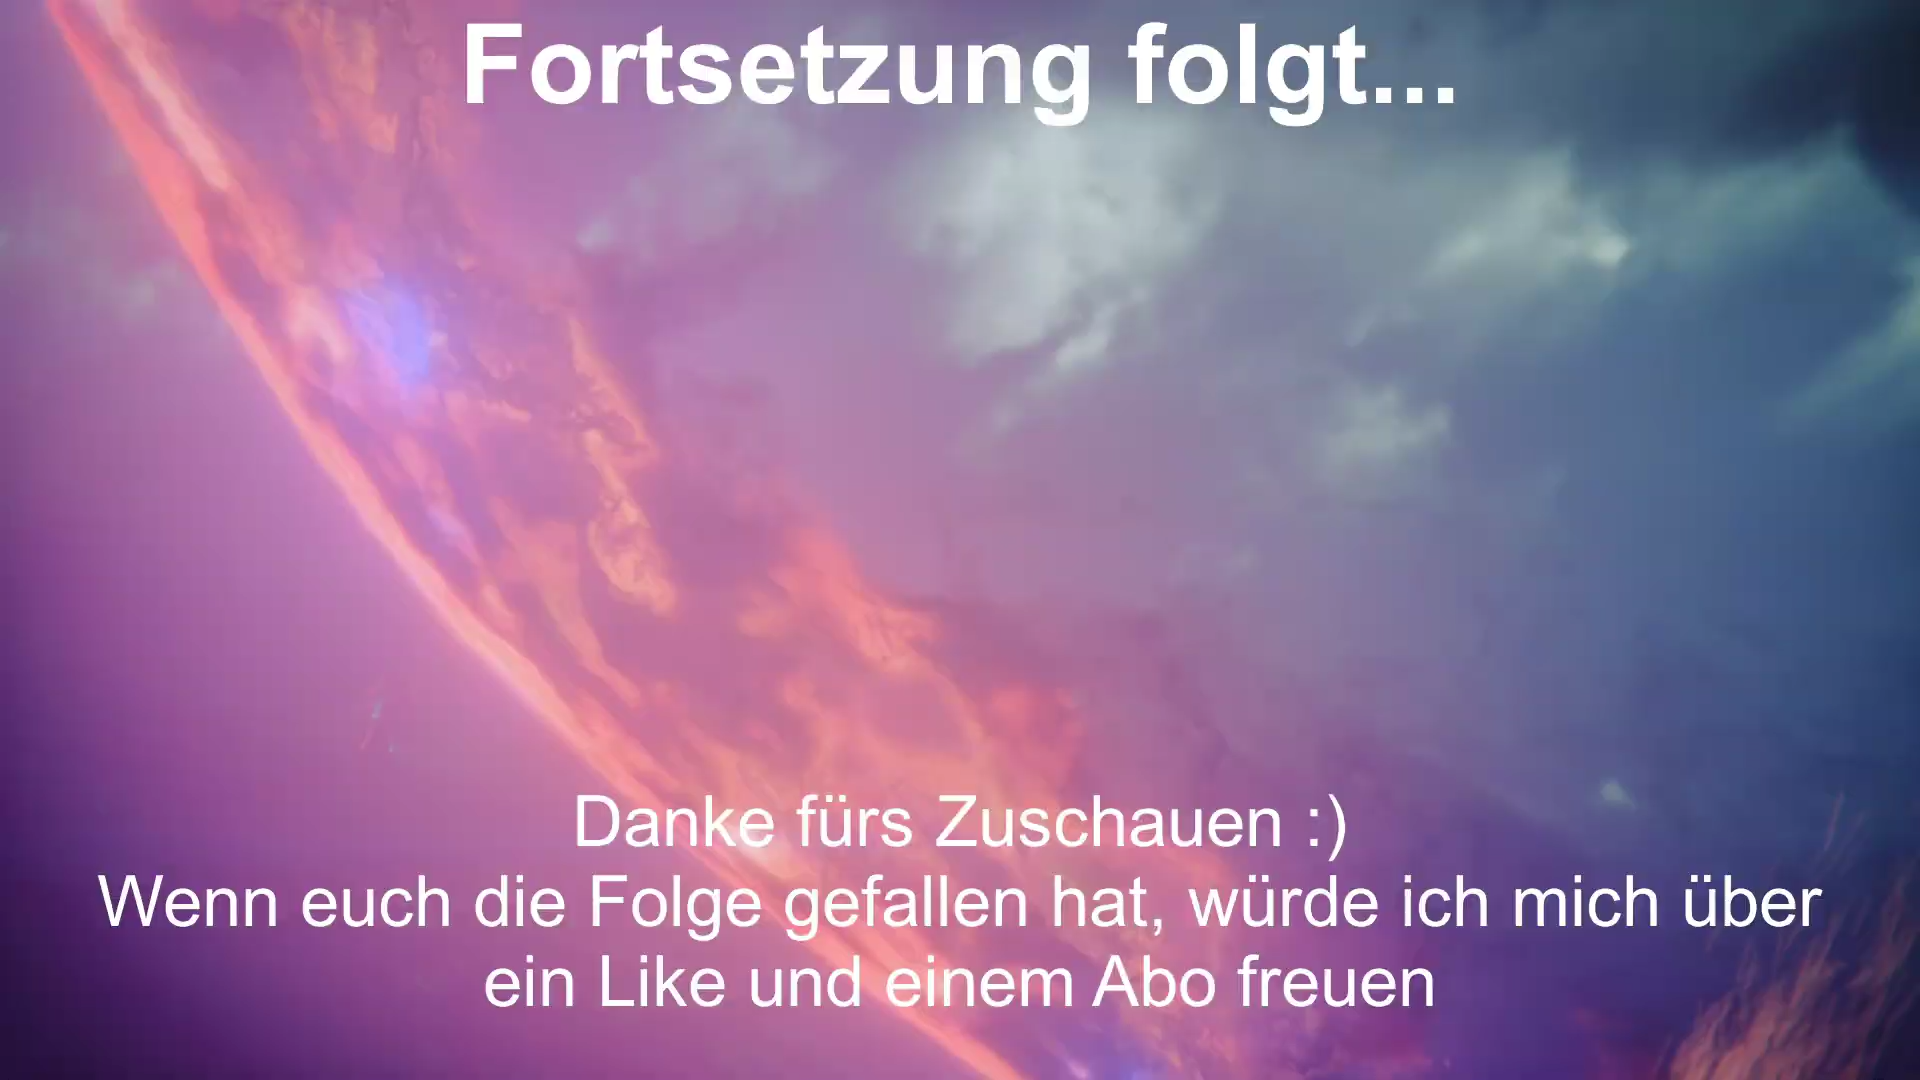 Fortsetzung folgt...
Danke fürs Zuschauen :)
Wenn euch die Folge gefallen hat, würde ich mich über
ein Like und einem Abo freuen